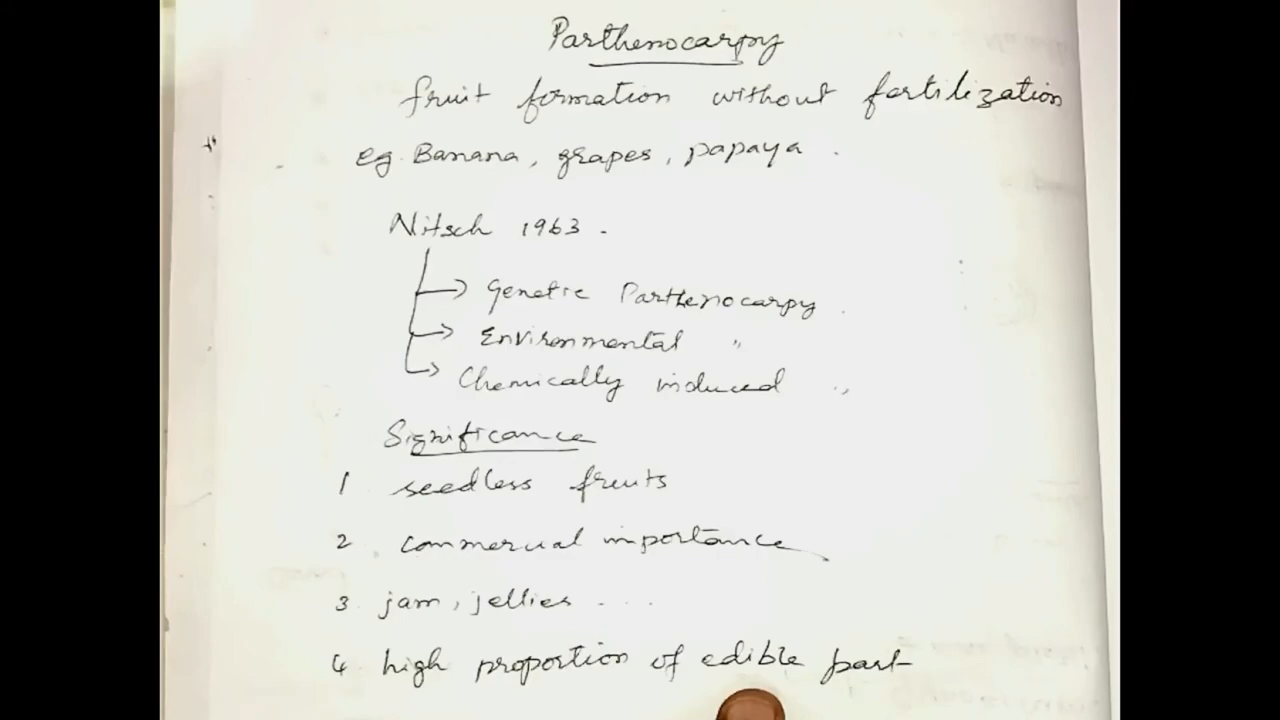 Parthenocarpy
fruit formation without fertilization
eg. Banana, grapes, papaya.
Nitsch 1963.
→ Genetic Parthenocarpy
→ Environmental "
→ Chemically induced "
Significance
1 seedless fruits
2 commercial importance
3 jam, jellies ....
4 high proportion of edible part